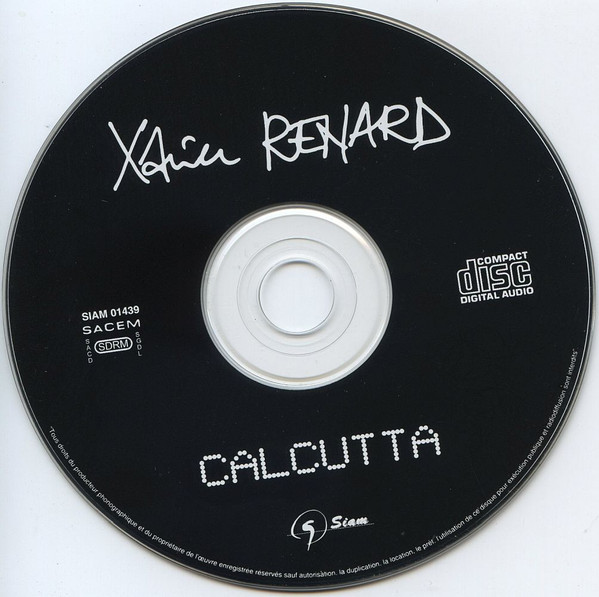 Xavier RENARD
COMPACT
disc
DIGITAL AUDIO
SIAM 01439
SACEM
SACD SDRM SGDL
CALCUTTA
Siam
"Tous droits du producteur phonographique et du propriétaire de l'œuvre enregistrée réservés sauf autorisation, la duplication, la location, le prêt, l'utilisation de ce disque pour exécution publique et radiodiffusion sont interdits"